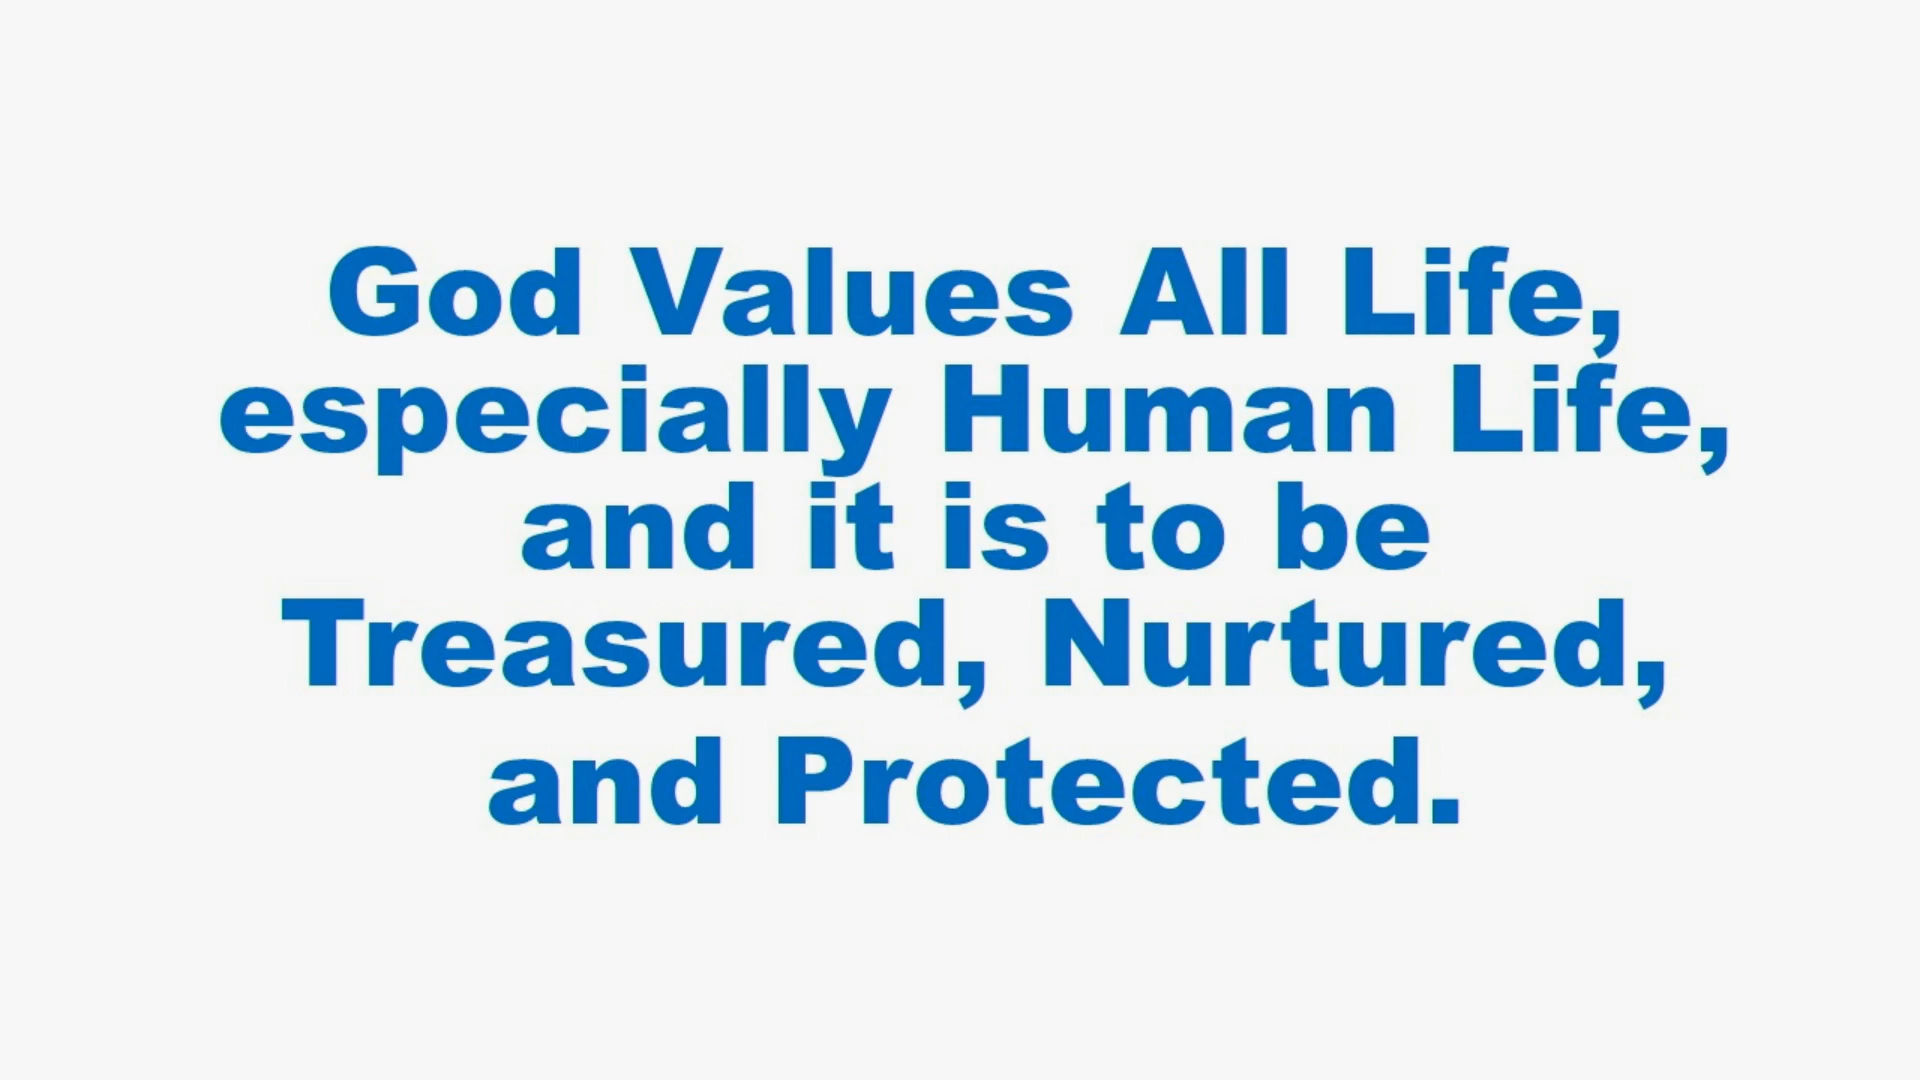 God Values All Life,
especially Human Life,
and it is to be
Treasured, Nurtured,
and Protected.